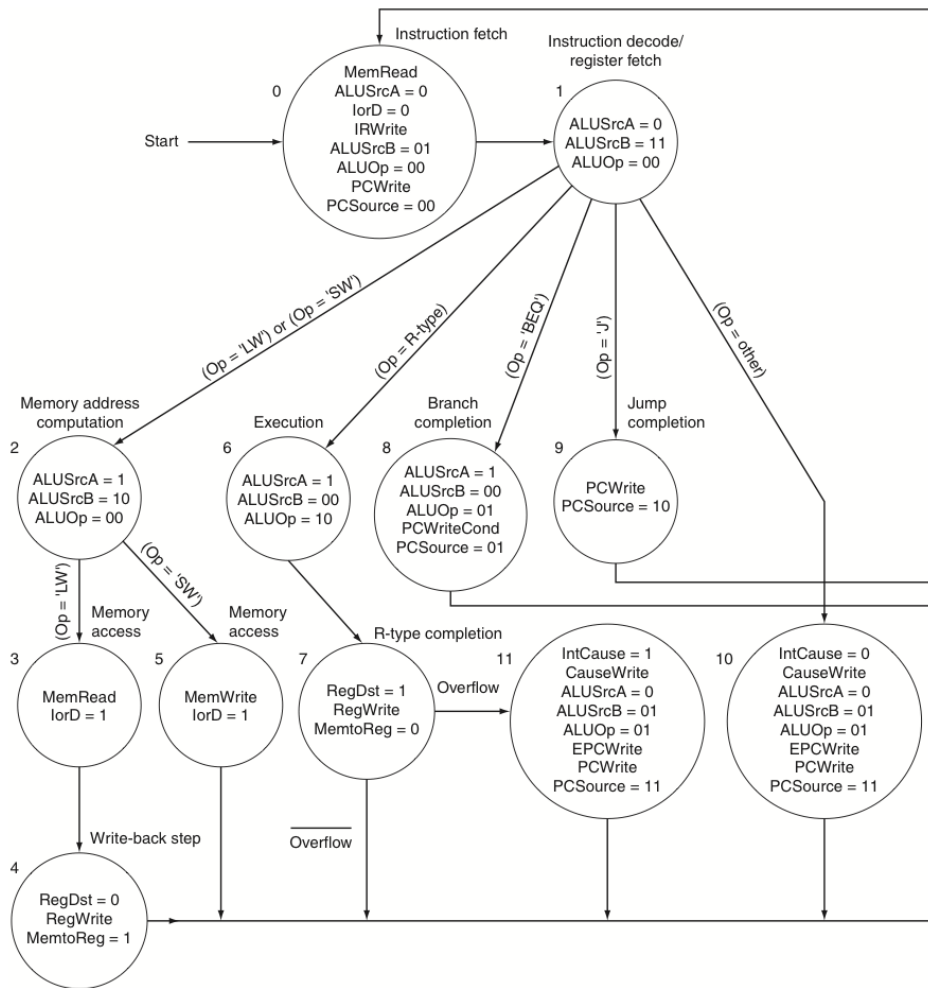 Instruction fetch
0
MemRead
ALUSrcA = 0
IorD = 0
IRWrite
ALUSrcB = 01
ALUOp = 00
PCWrite
PCSource = 00
Start
Instruction decode/
register fetch
1
ALUSrcA = 0
ALUSrcB = 11
ALUOp = 00
(Op = 'LW') or (Op = 'SW')
(Op = R-type)
(Op = 'BEQ')
(Op = 'J')
(Op = other)
Memory address
computation
2
ALUSrcA = 1
ALUSrcB = 10
ALUOp = 00
Execution
6
ALUSrcA = 1
ALUSrcB = 00
ALUOp = 10
Branch
completion
8
ALUSrcA = 1
ALUSrcB = 00
ALUOp = 01
PCWriteCond
PCSource = 01
Jump
completion
9
PCWrite
PCSource = 10
(Op = 'LW')
(Op = 'SW')
Memory
access
3
MemRead
IorD = 1
Memory
access
5
MemWrite
IorD = 1
R-type completion
7
RegDst = 1
RegWrite
MemtoReg = 0
Overflow
Overflow
11
IntCause = 1
CauseWrite
ALUSrcA = 0
ALUSrcB = 01
ALUOp = 01
EPCWrite
PCWrite
PCSource = 11
10
IntCause = 0
CauseWrite
ALUSrcA = 0
ALUSrcB = 01
ALUOp = 01
EPCWrite
PCWrite
PCSource = 11
Write-back step
4
RegDst = 0
RegWrite
MemtoReg = 1